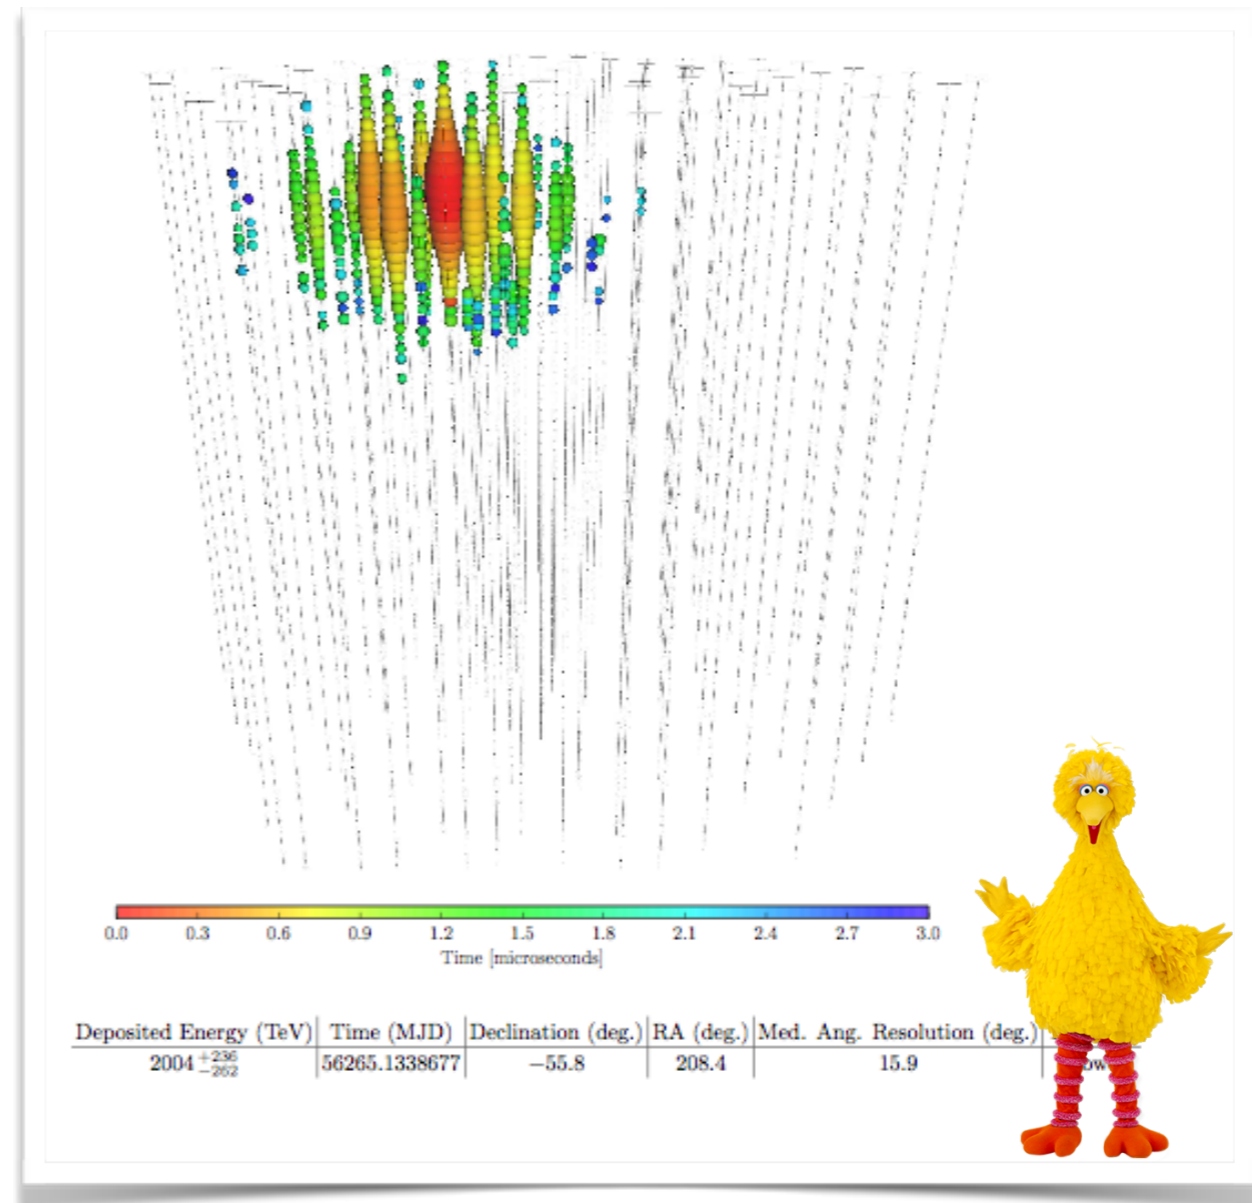 0.0 0.3 0.6 0.9 1.2 1.5 1.8 2.1 2.4 2.7 3.0
Time [microseconds]
Deposited Energy (TeV) Time (MJD) Declination (deg.) RA (deg.) Med. Ang. Resolution (deg.)
2004 +236 −262 56265.1338677 −55.8 208.4 15.9